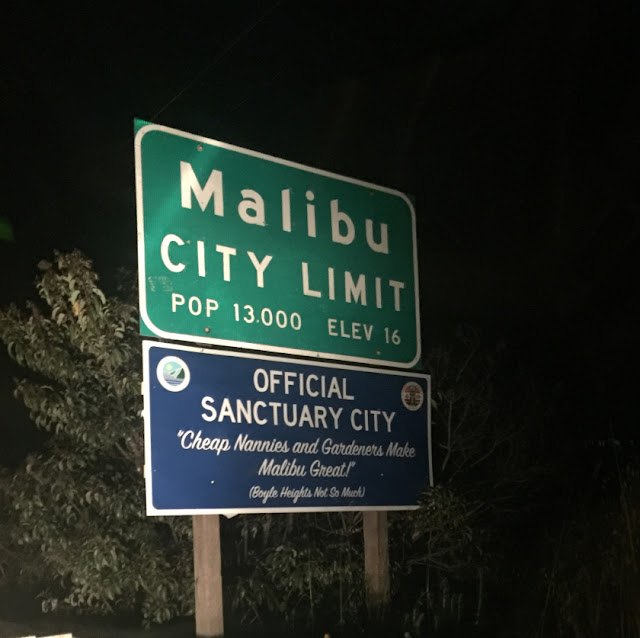 Malibu
CITY LIMIT
POP 13.000 ELEV 16
OFFICIAL
SANCTUARY CITY
"Cheap Nannies and Gardeners Make
Malibu Great!"
(Boyle Heights Not So Much)